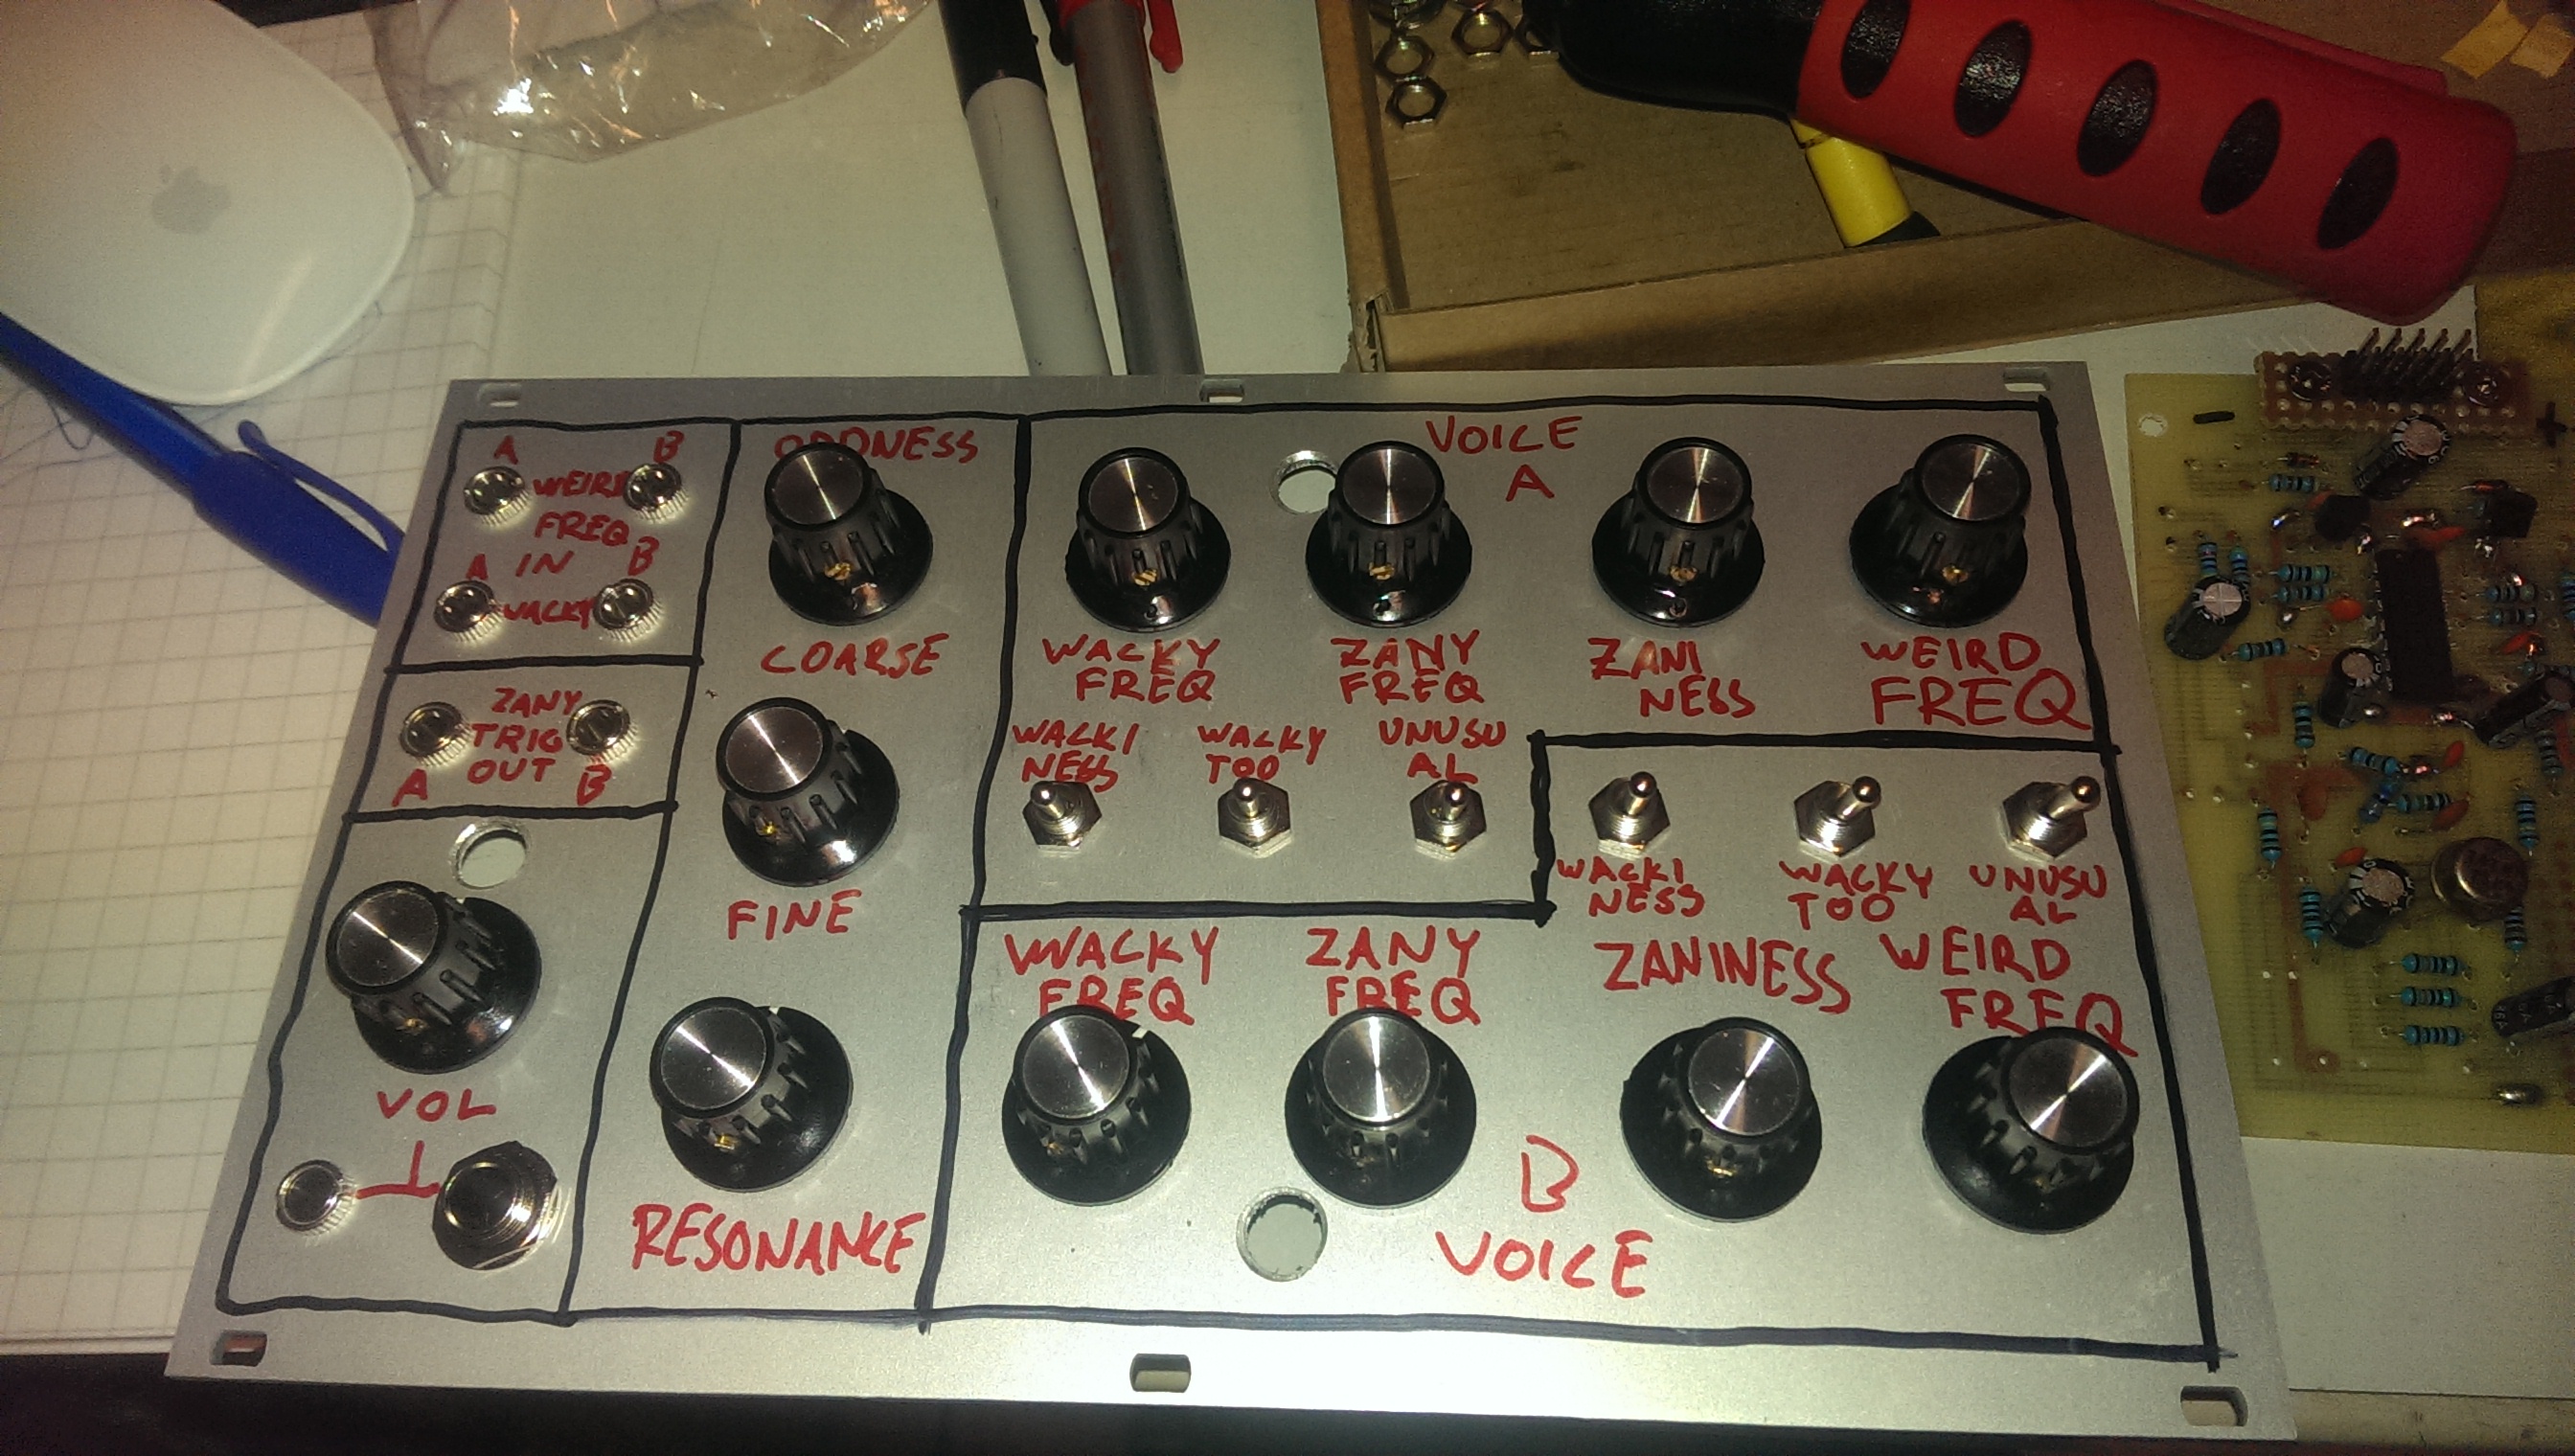 A
B
WEIRD
FREQ
A
IN
B
WACKY
ZANY
TRIG
OUT
A
B
VOL
ODDNESS
COARSE
FINE
RESONANCE
VOICE
A
WACKY
FREQ
ZANY
FREQ
ZANI
NESS
WEIRD
FREQ
WACKI
NESS
WACKY
TOO
UNUSU
AL
WACKI
NESS
WACKY
TOO
UNUSU
AL
WACKY
FREQ
ZANY
FREQ
ZANINESS
WEIRD
FREQ
B
VOICE